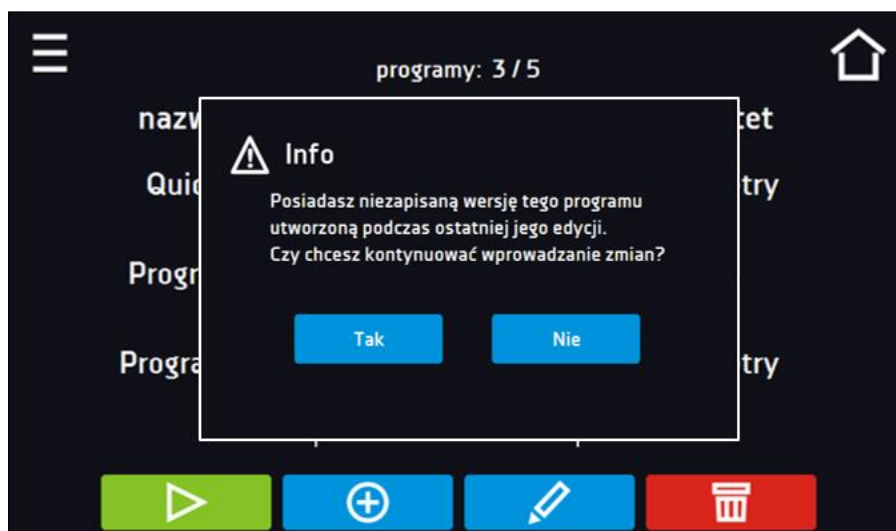 programy: 3 / 5
Info
Posiadasz niezapisaną wersję tego programu
utworzoną podczas ostatniej jego edycji.
Czy chcesz kontynuować wprowadzanie zmian?
Tak
Nie